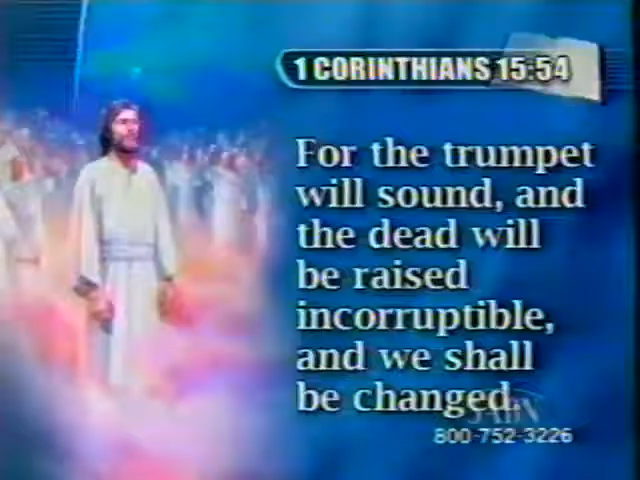 1 CORINTHIANS 15:54
For the trumpet
will sound, and
the dead will
be raised
incorruptible,
and we shall
be changed.
3ABN
800-752-3226